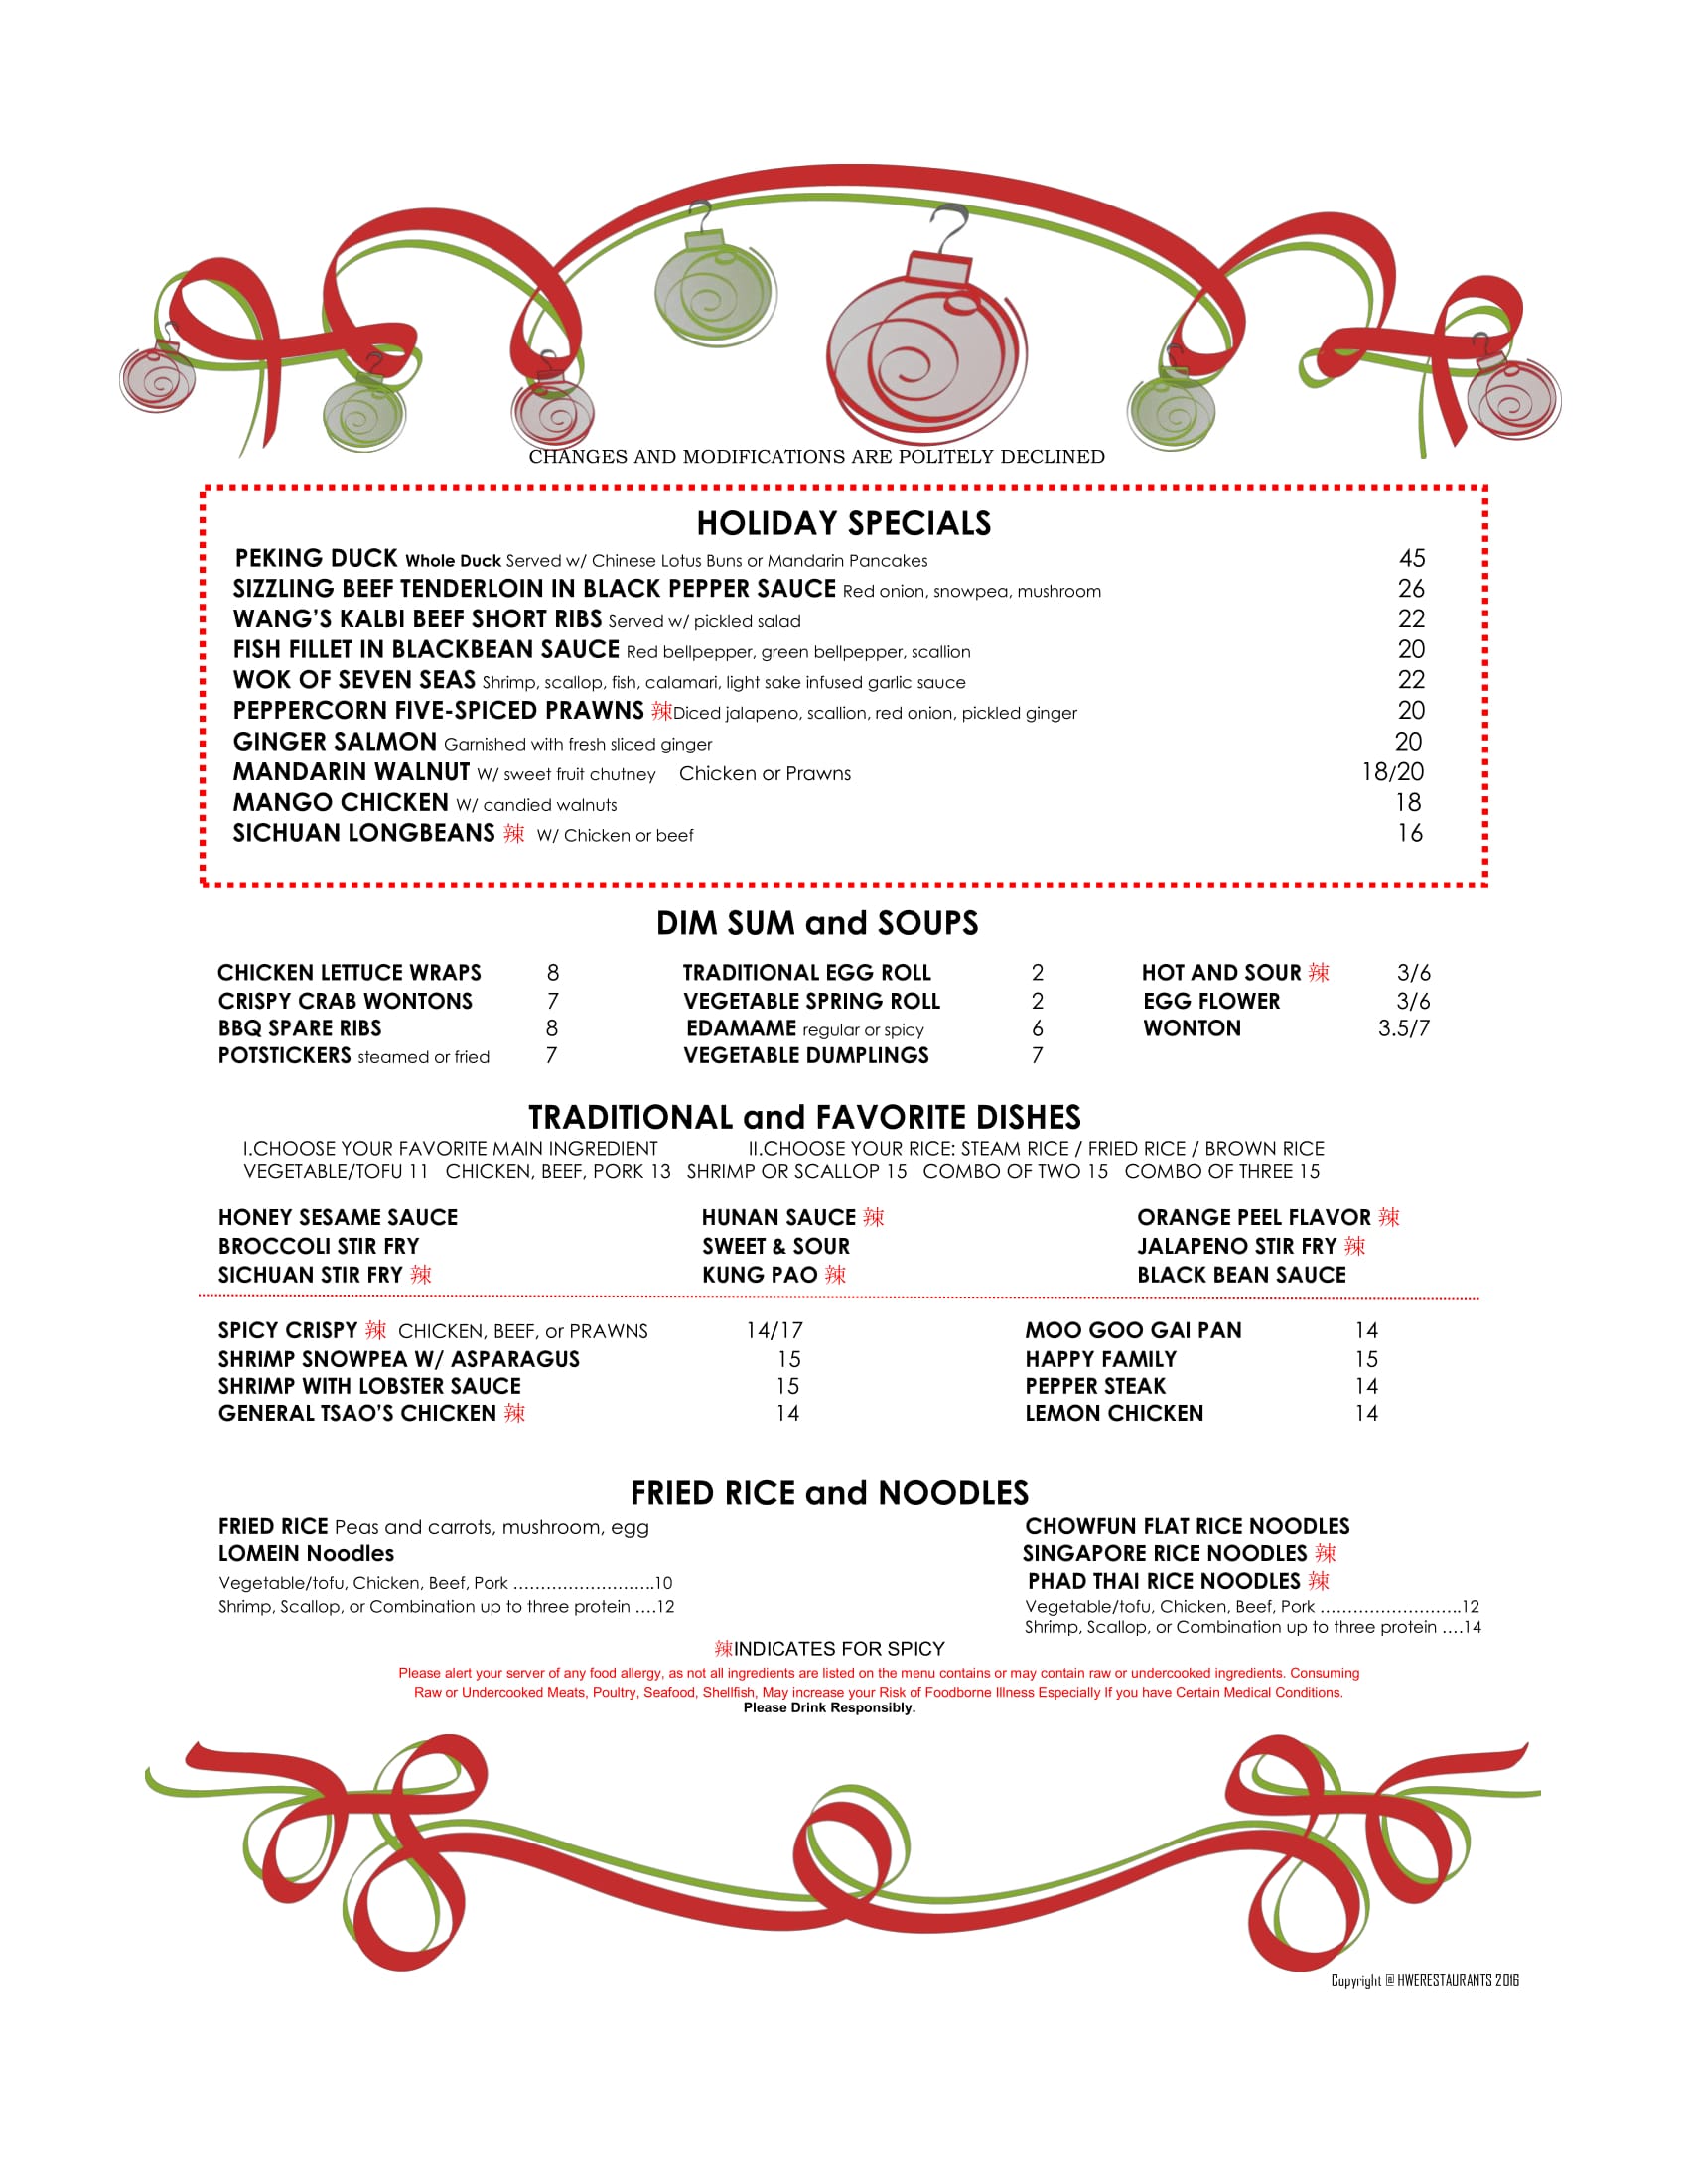 CHANGES AND MODIFICATIONS ARE POLITELY DECLINED
HOLIDAY SPECIALS
PEKING DUCK Whole Duck Served w/ Chinese Lotus Buns or Mandarin Pancakes 45
SIZZLING BEEF TENDERLOIN IN BLACK PEPPER SAUCE Red onion, snowpea, mushroom 26
WANG’S KALBI BEEF SHORT RIBS Served w/ pickled salad 22
FISH FILLET IN BLACKBEAN SAUCE Red bellpepper, green bellpepper, scallion 20
WOK OF SEVEN SEAS Shrimp, scallop, fish, calamari, light sake infused garlic sauce 22
PEPPERCORN FIVE-SPICED PRAWNS 辣Diced jalapeno, scallion, red onion, pickled ginger 20
GINGER SALMON Garnished with fresh sliced ginger 20
MANDARIN WALNUT W/ sweet fruit chutney Chicken or Prawns 18/20
MANGO CHICKEN W/ candied walnuts 18
SICHUAN LONGBEANS 辣 W/ Chicken or beef 16
DIM SUM and SOUPS
CHICKEN LETTUCE WRAPS 8 TRADITIONAL EGG ROLL 2 HOT AND SOUR 辣 3/6
CRISPY CRAB WONTONS 7 VEGETABLE SPRING ROLL 2 EGG FLOWER 3/6
BBQ SPARE RIBS 8 EDAMAME regular or spicy 6 WONTON 3.5/7
POTSTICKERS steamed or fried 7 VEGETABLE DUMPLINGS 7
TRADITIONAL and FAVORITE DISHES
I.CHOOSE YOUR FAVORITE MAIN INGREDIENT II.CHOOSE YOUR RICE: STEAM RICE / FRIED RICE / BROWN RICE
VEGETABLE/TOFU 11 CHICKEN, BEEF, PORK 13 SHRIMP OR SCALLOP 15 COMBO OF TWO 15 COMBO OF THREE 15
HONEY SESAME SAUCE HUNAN SAUCE 辣 ORANGE PEEL FLAVOR 辣
BROCCOLI STIR FRY SWEET & SOUR JALAPENO STIR FRY 辣
SICHUAN STIR FRY 辣 KUNG PAO 辣 BLACK BEAN SAUCE
SPICY CRISPY 辣 CHICKEN, BEEF, or PRAWNS 14/17 MOO GOO GAI PAN 14
SHRIMP SNOWPEA W/ ASPARAGUS 15 HAPPY FAMILY 15
SHRIMP WITH LOBSTER SAUCE 15 PEPPER STEAK 14
GENERAL TSAO’S CHICKEN 辣 14 LEMON CHICKEN 14
FRIED RICE and NOODLES
FRIED RICE Peas and carrots, mushroom, egg CHOWFUN FLAT RICE NOODLES
LOMEIN Noodles SINGAPORE RICE NOODLES 辣
PHAD THAI RICE NOODLES 辣
Vegetable/tofu, Chicken, Beef, Pork ……………………..10
Shrimp, Scallop, or Combination up to three protein ….12
Vegetable/tofu, Chicken, Beef, Pork ……………………..12
Shrimp, Scallop, or Combination up to three protein ….14
辣INDICATES FOR SPICY
Please alert your server of any food allergy, as not all ingredients are listed on the menu contains or may contain raw or undercooked ingredients. Consuming
Raw or Undercooked Meats, Poultry, Seafood, Shellfish, May increase your Risk of Foodborne Illness Especially If you have Certain Medical Conditions.
Please Drink Responsibly.
Copyright @ HWERESTAURANTS 2016